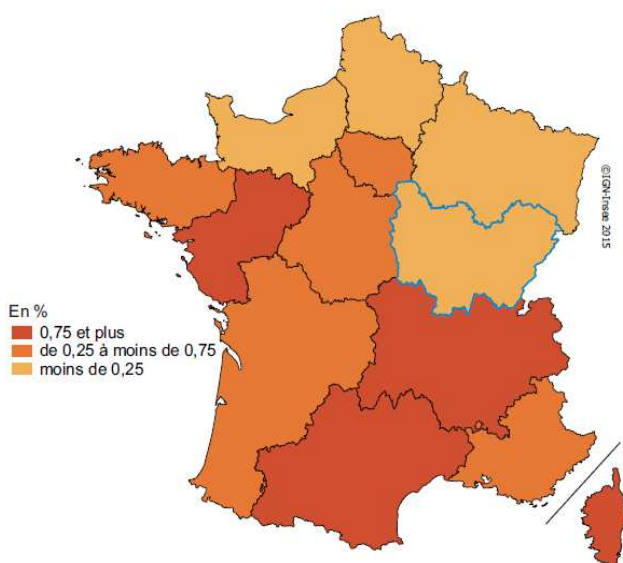 En %
0,75 et plus
de 0,25 à moins de 0,75
moins de 0,25
©IGN-Insee 2015